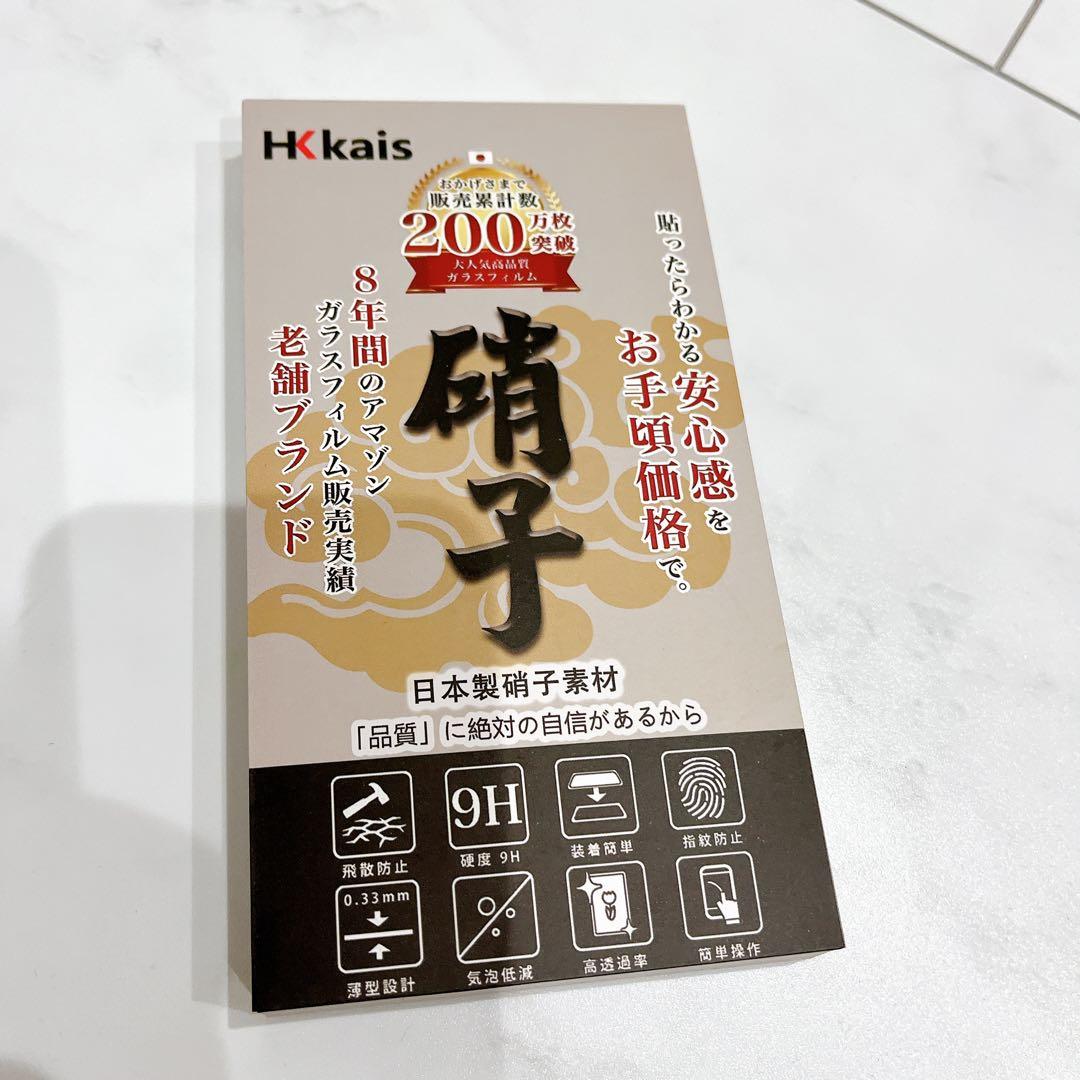 HKkais
おかげさまで
販売累計数
200万枚
突破
大人気高品質
ガラスフィルム
貼ったらわかる安心感を
お手頃価格で。
硝子
8年間のアマゾン
ガラスフィルム販売実績
老舗ブランド
日本製硝子素材
「品質」に絶対の自信があるから
9H
飛散防止
硬度 9H
装着簡単
指紋防止
0.33mm
薄型設計
気泡低減
高透過率
簡単操作